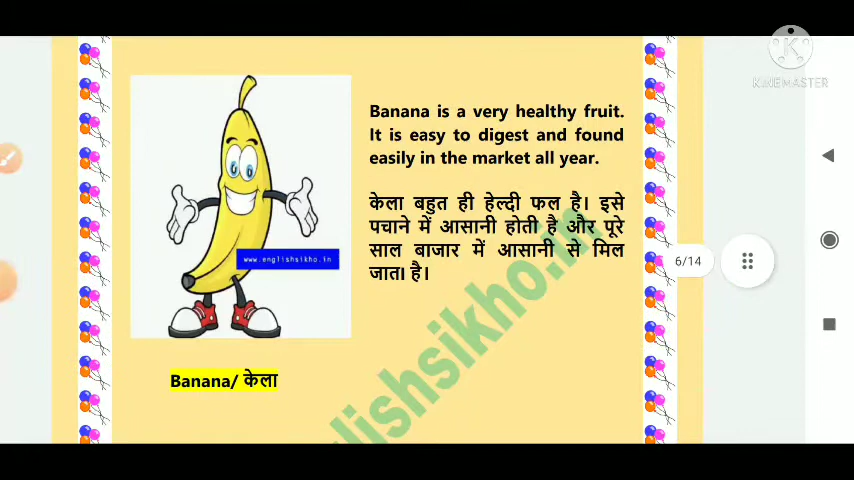 KINEMASTER
Banana is a very healthy fruit.
It is easy to digest and found
easily in the market all year.
केला बहुत ही हेल्दी फल है। इसे
पचाने में आसानी होती है और पूरे
साल बाजार में आसानी से मिल
जाता है।
www.englishsikho.in
6/14
Banana/ केला
lishsikho.in